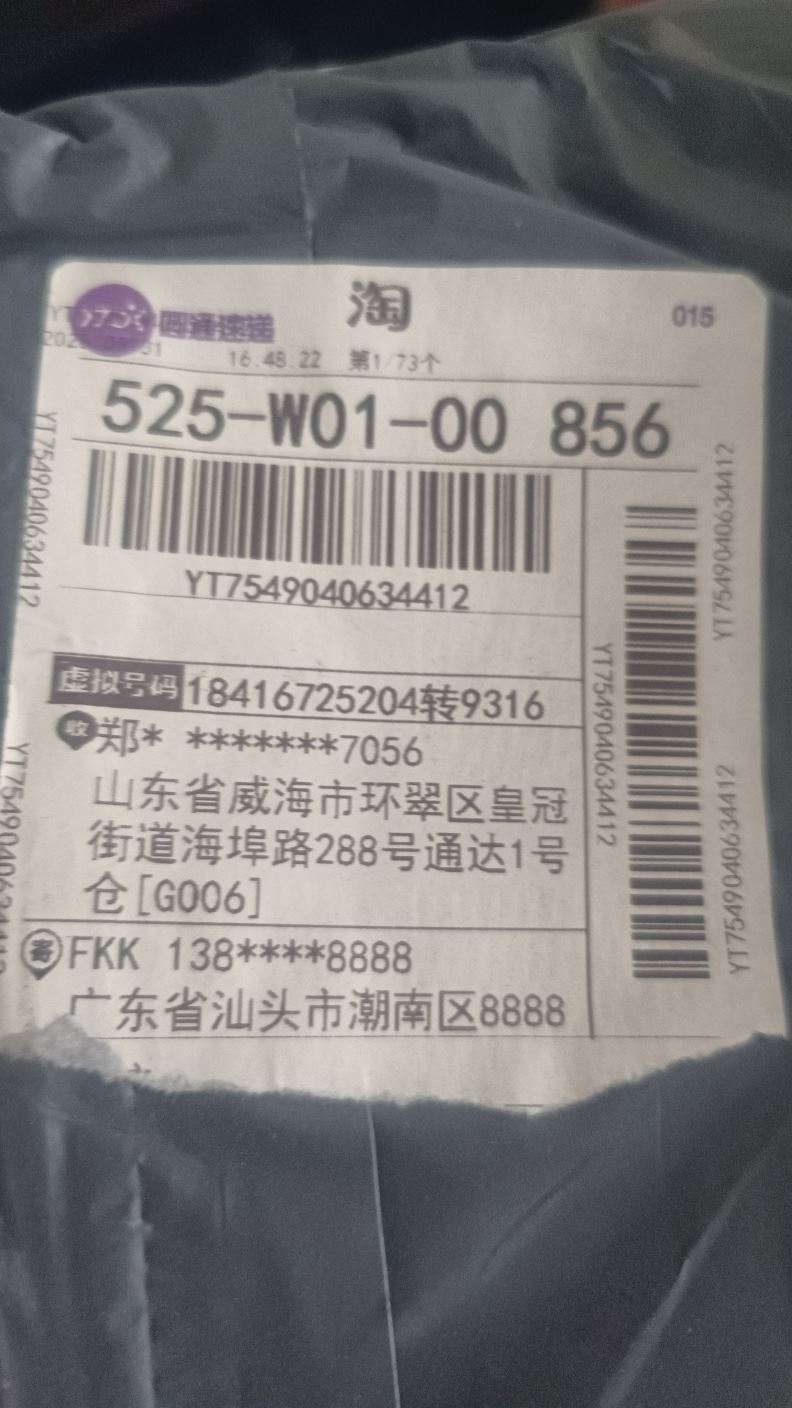 圆通速递
淘
015
16:48:22 第1/73个
525-W01-00 856
YT7549040634412
虚拟号码 18416725204转9316
收 郑* *******7056
山东省威海市环翠区皇冠
街道海埠路288号通达1号
仓[G006]
寄 FKK 138****8888
广东省汕头市潮南区8888
YT7549040634412
YT7549040634412
YT7549040634412
YT7549040634412